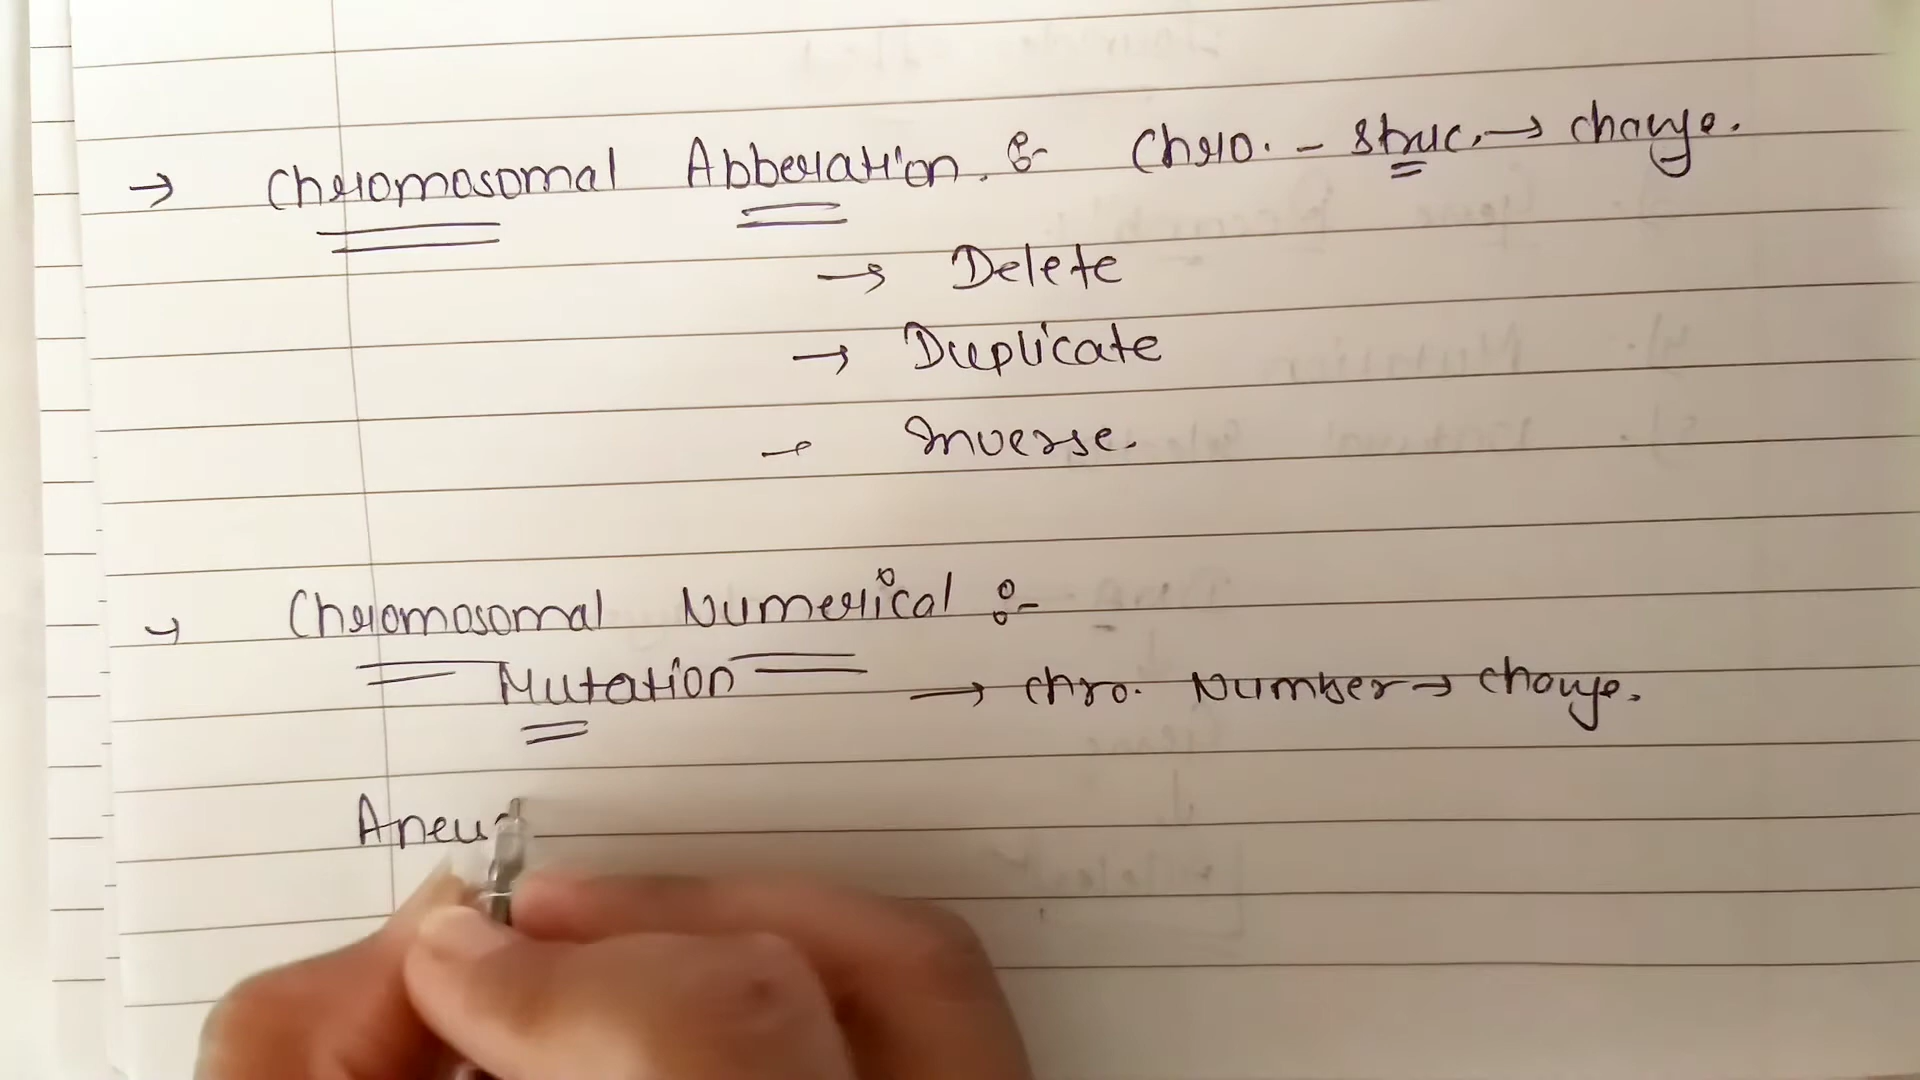 → Chromosomal Abberation :- Chro. - struc. → change.
→ Delete
→ Duplicate
→ Inverse.
→ Chromosomal Numerical :-
Mutation → chro. Number → change.
Aneu